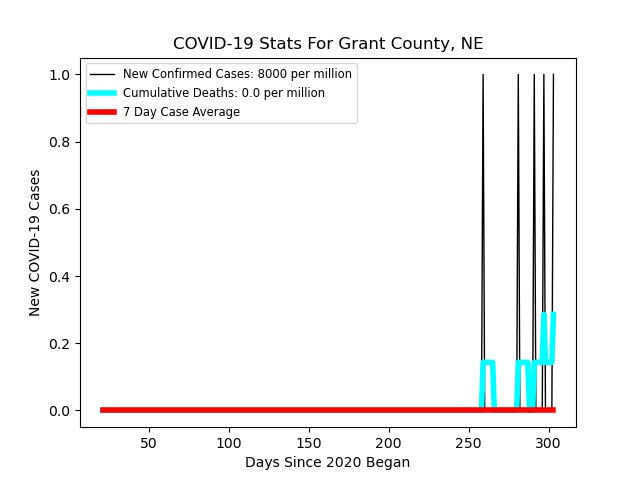 COVID-19 Stats For Grant County, NE
New Confirmed Cases: 8000 per million
Cumulative Deaths: 0.0 per million
7 Day Case Average
1.0
0.8
0.6
0.4
0.2
0.0
New COVID-19 Cases
50 100 150 200 250 300
Days Since 2020 Began